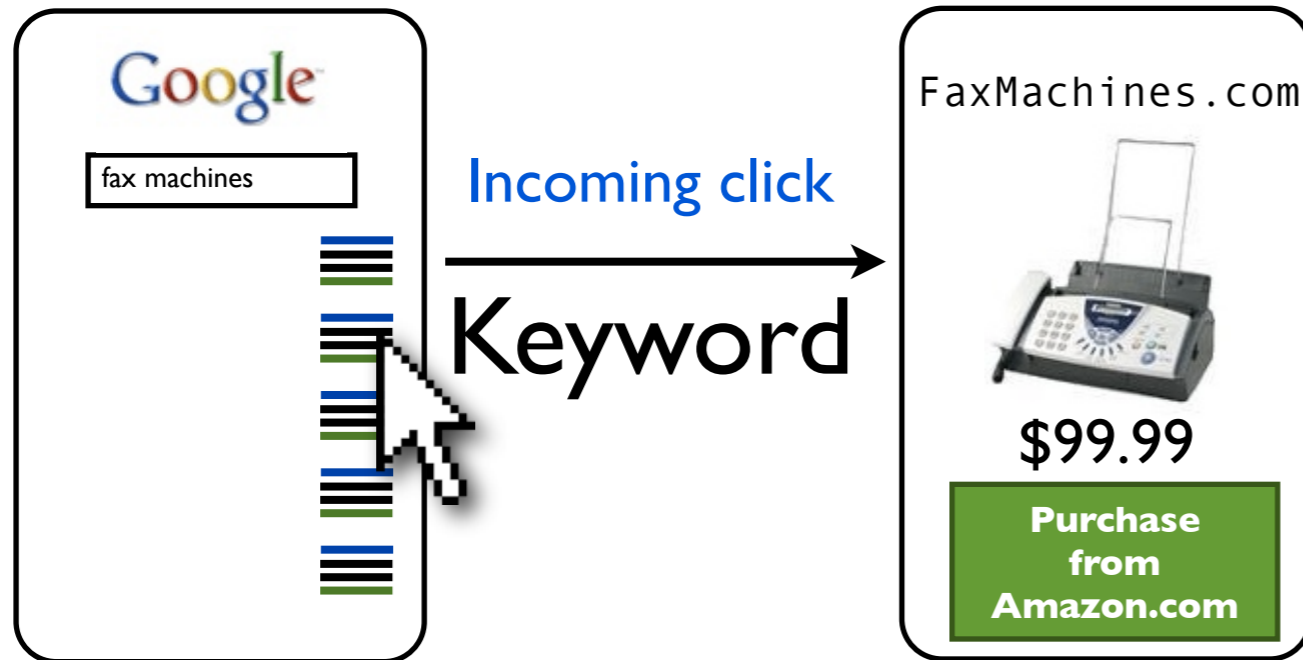 Google
fax machines
Incoming click
Keyword
FaxMachines.com
$99.99
Purchase
from
Amazon.com